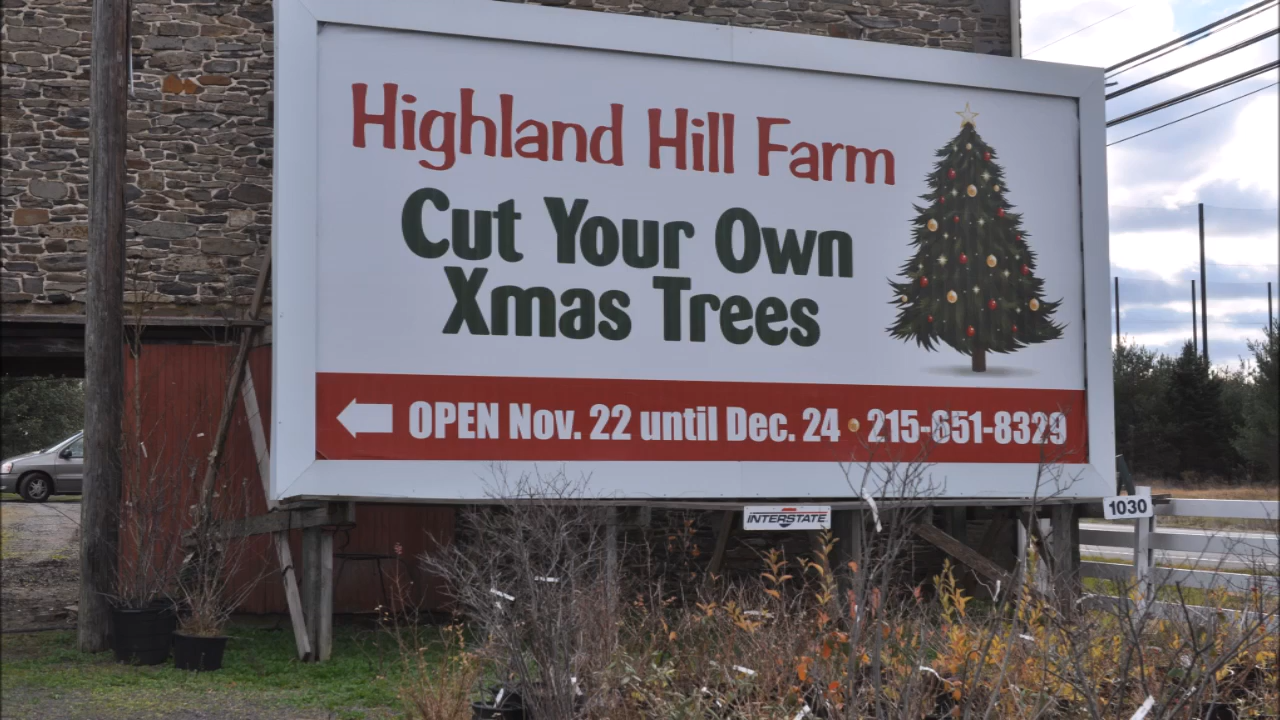 Highland Hill Farm
Cut Your Own
Xmas Trees
OPEN Nov. 22 until Dec. 24 • 215-651-8329
INTERSTATE
1030